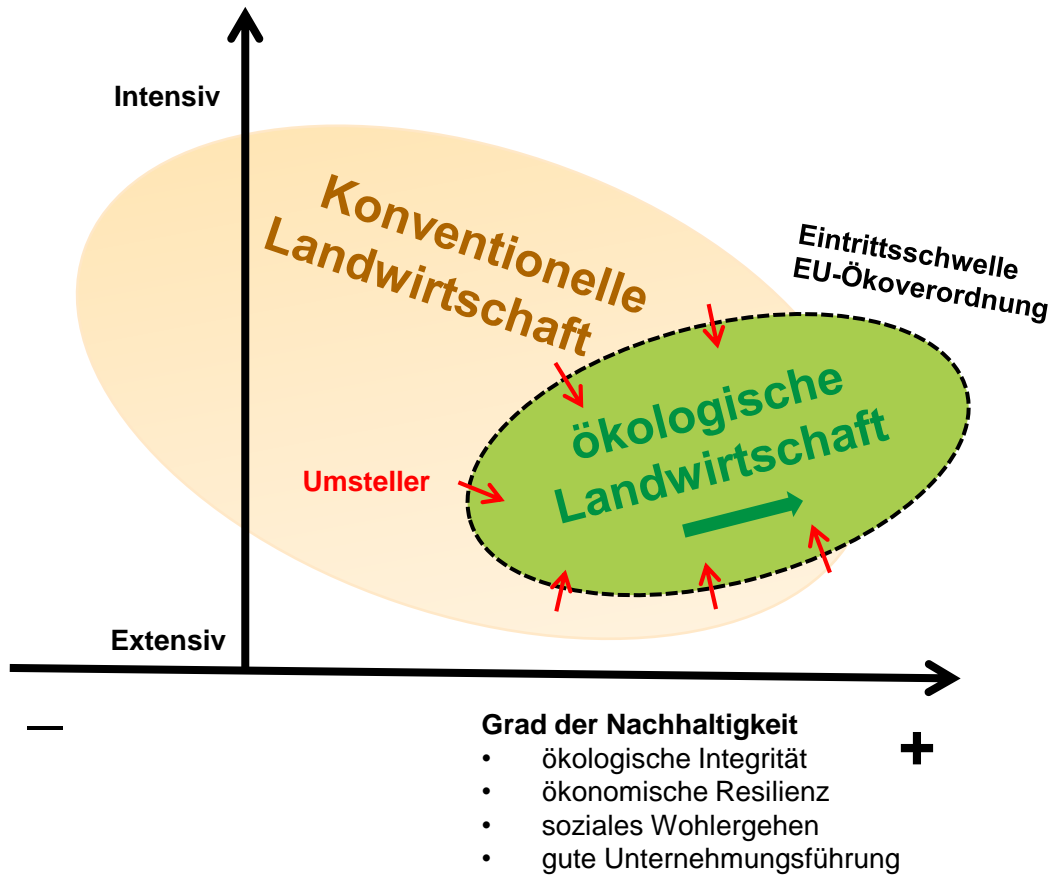 Intensiv
Konventionelle
Landwirtschaft
Eintrittsschwelle
EU-Ökoverordnung
ökologische
Landwirtschaft
Umsteller
Extensiv
—
Grad der Nachhaltigkeit
+
• ökologische Integrität
• ökonomische Resilienz
• soziales Wohlergehen
• gute Unternehmungsführung